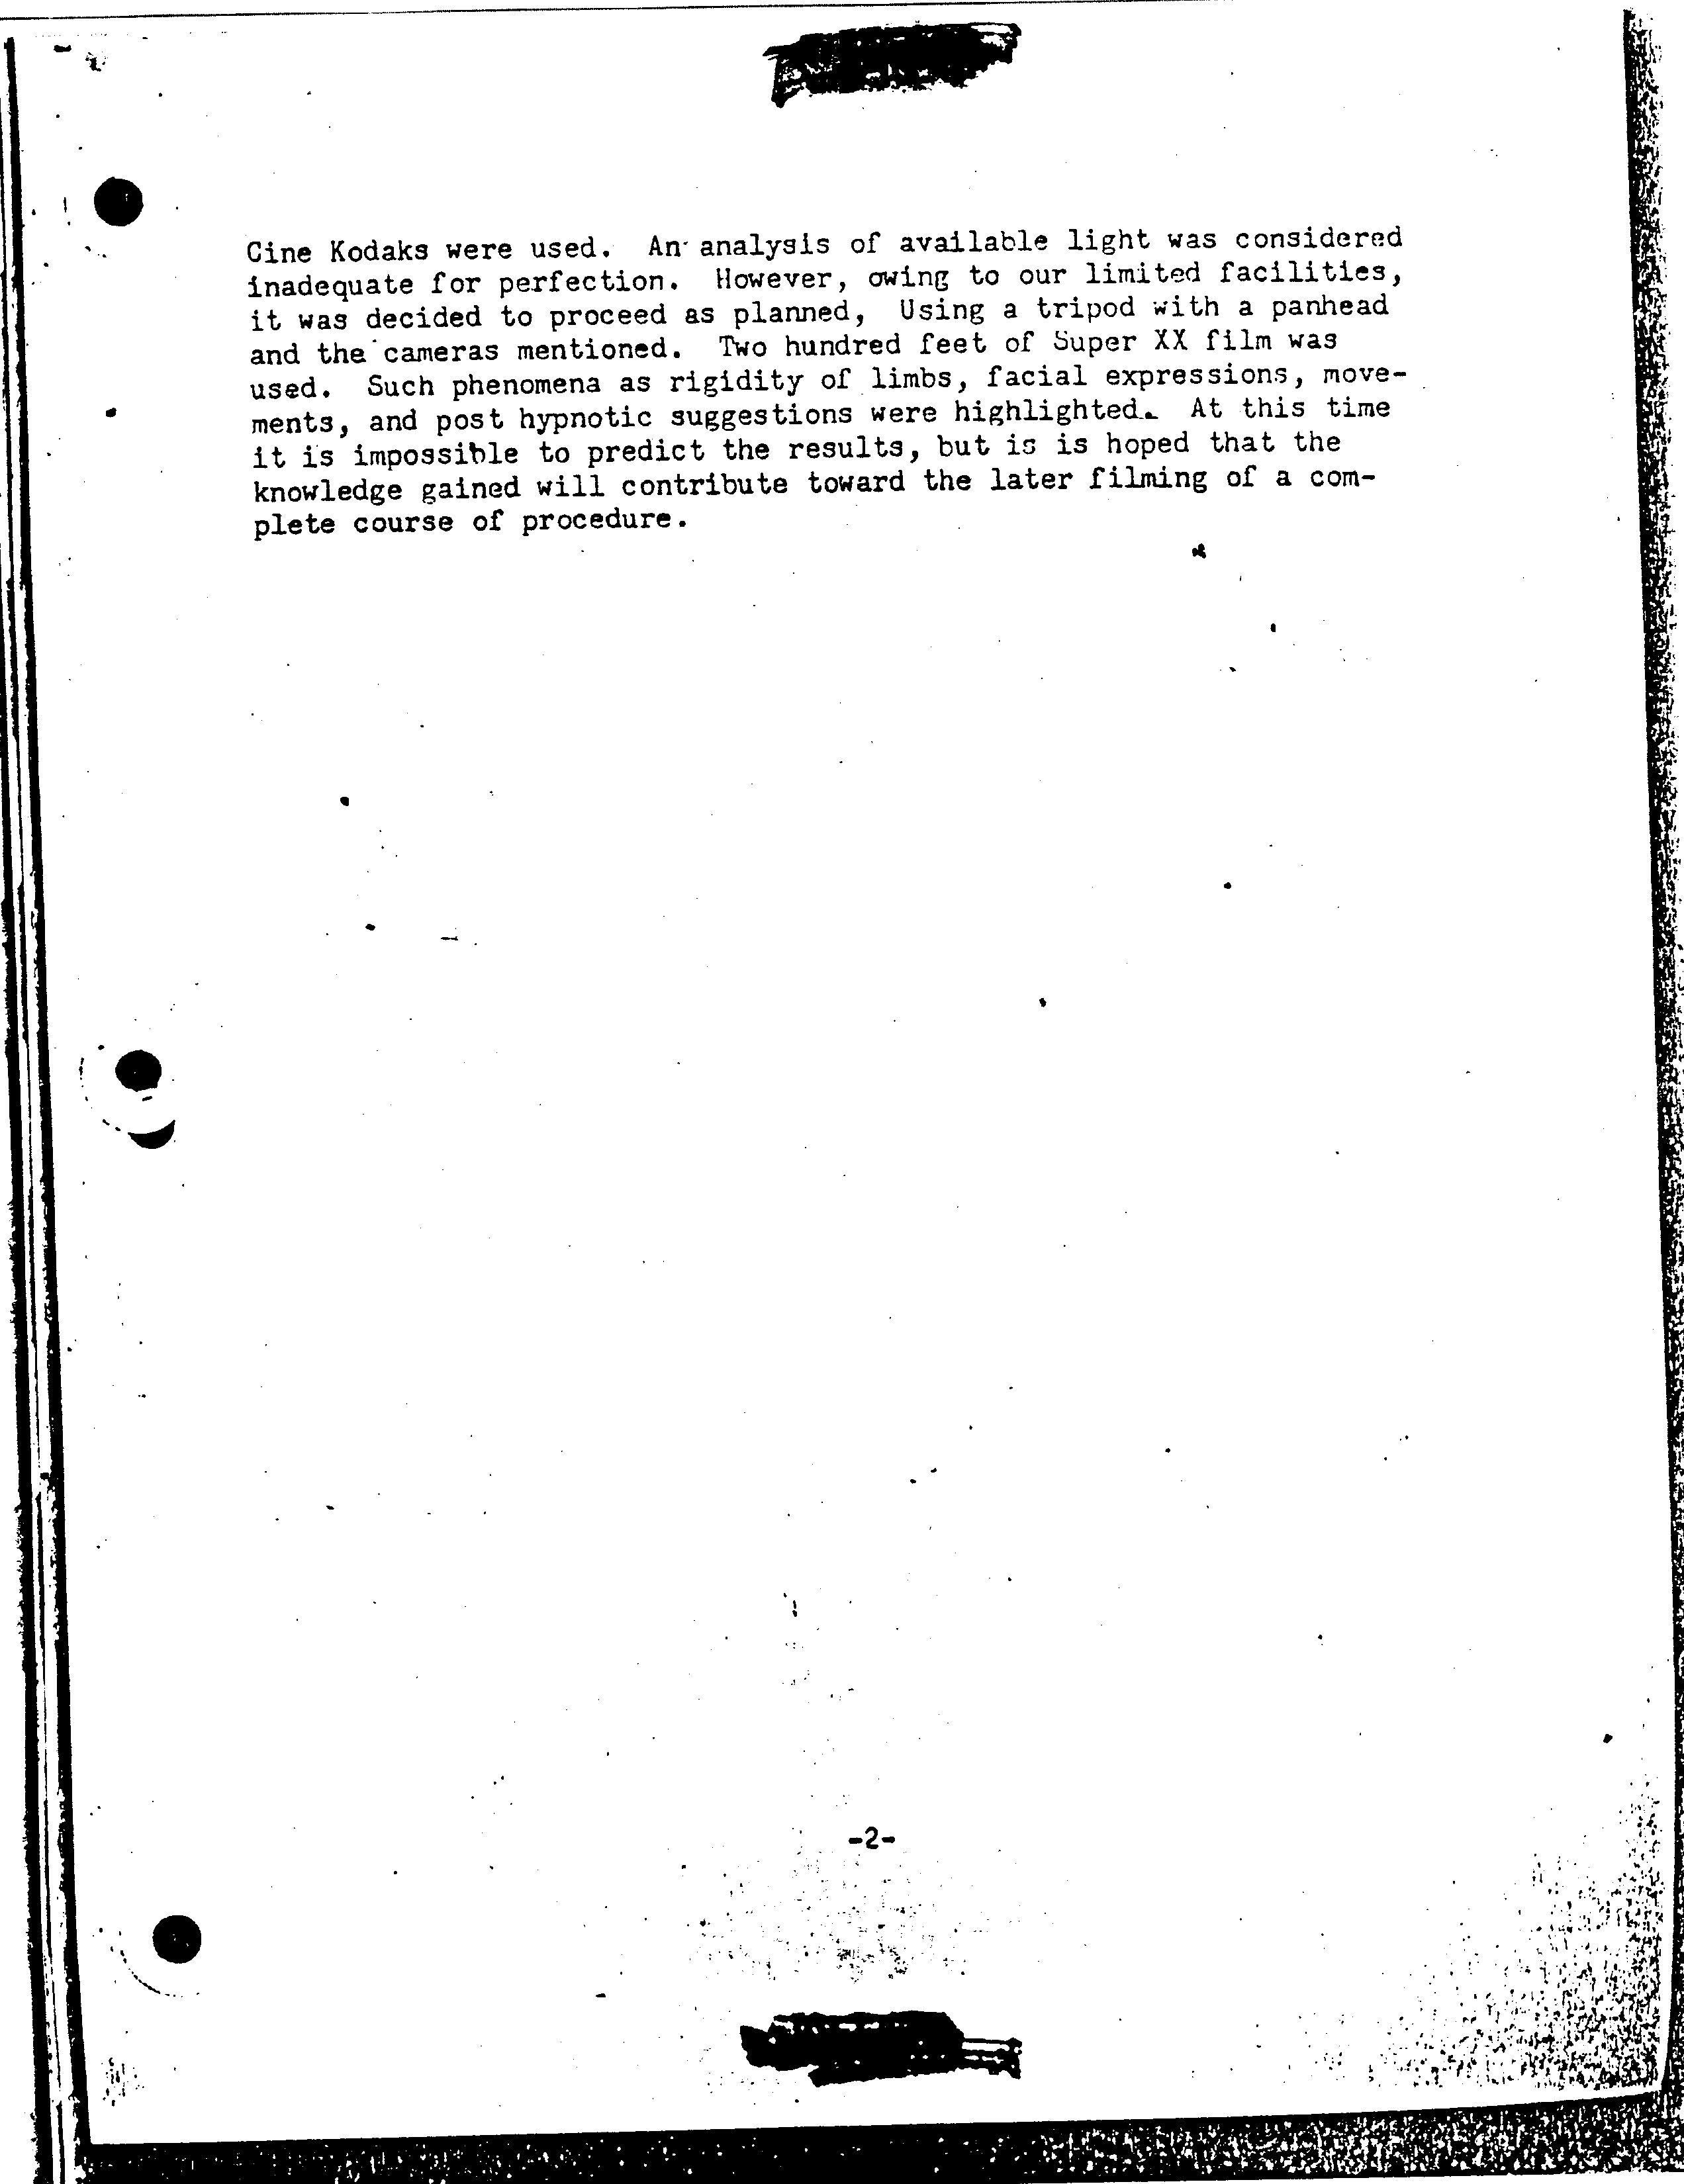 Cine Kodaks were used. An analysis of available light was considered
inadequate for perfection. However, owing to our limited facilities,
it was decided to proceed as planned, Using a tripod with a panhead
and the cameras mentioned. Two hundred feet of Super XX film was
used. Such phenomena as rigidity of limbs, facial expressions, move-
ments, and post hypnotic suggestions were highlighted. At this time
it is impossible to predict the results, but is is hoped that the
knowledge gained will contribute toward the later filming of a com-
plete course of procedure.
-2-